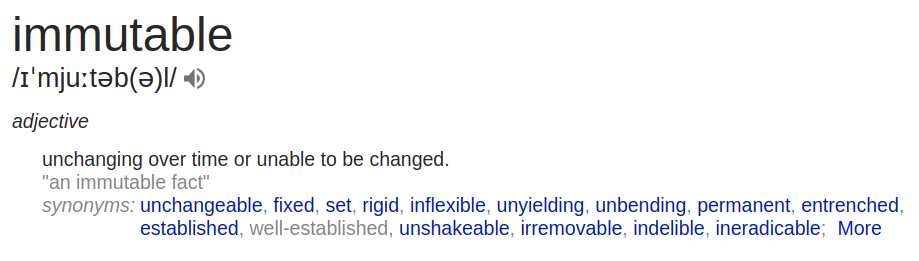 immutable
/ɪˈmjuːtəb(ə)l/
adjective
unchanging over time or unable to be changed.
"an immutable fact"
synonyms: unchangeable, fixed, set, rigid, inflexible, unyielding, unbending, permanent, entrenched,
established, well-established, unshakeable, irremovable, indelible, ineradicable; More